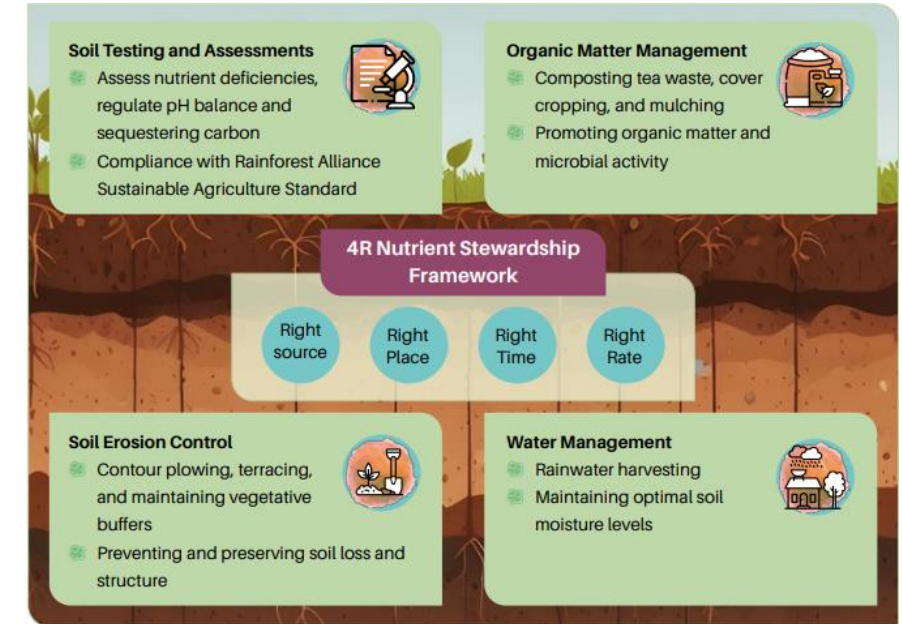 Soil Testing and Assessments
Assess nutrient deficiencies,
regulate pH balance and
sequestering carbon
Compliance with Rainforest Alliance
Sustainable Agriculture Standard
Organic Matter Management
Composting tea waste, cover
cropping, and mulching
Promoting organic matter and
microbial activity
4R Nutrient Stewardship
Framework
Right
source
Right
Place
Right
Time
Right
Rate
Soil Erosion Control
Contour plowing, terracing,
and maintaining vegetative
buffers
Preventing and preserving soil loss and
structure
Water Management
Rainwater harvesting
Maintaining optimal soil
moisture levels